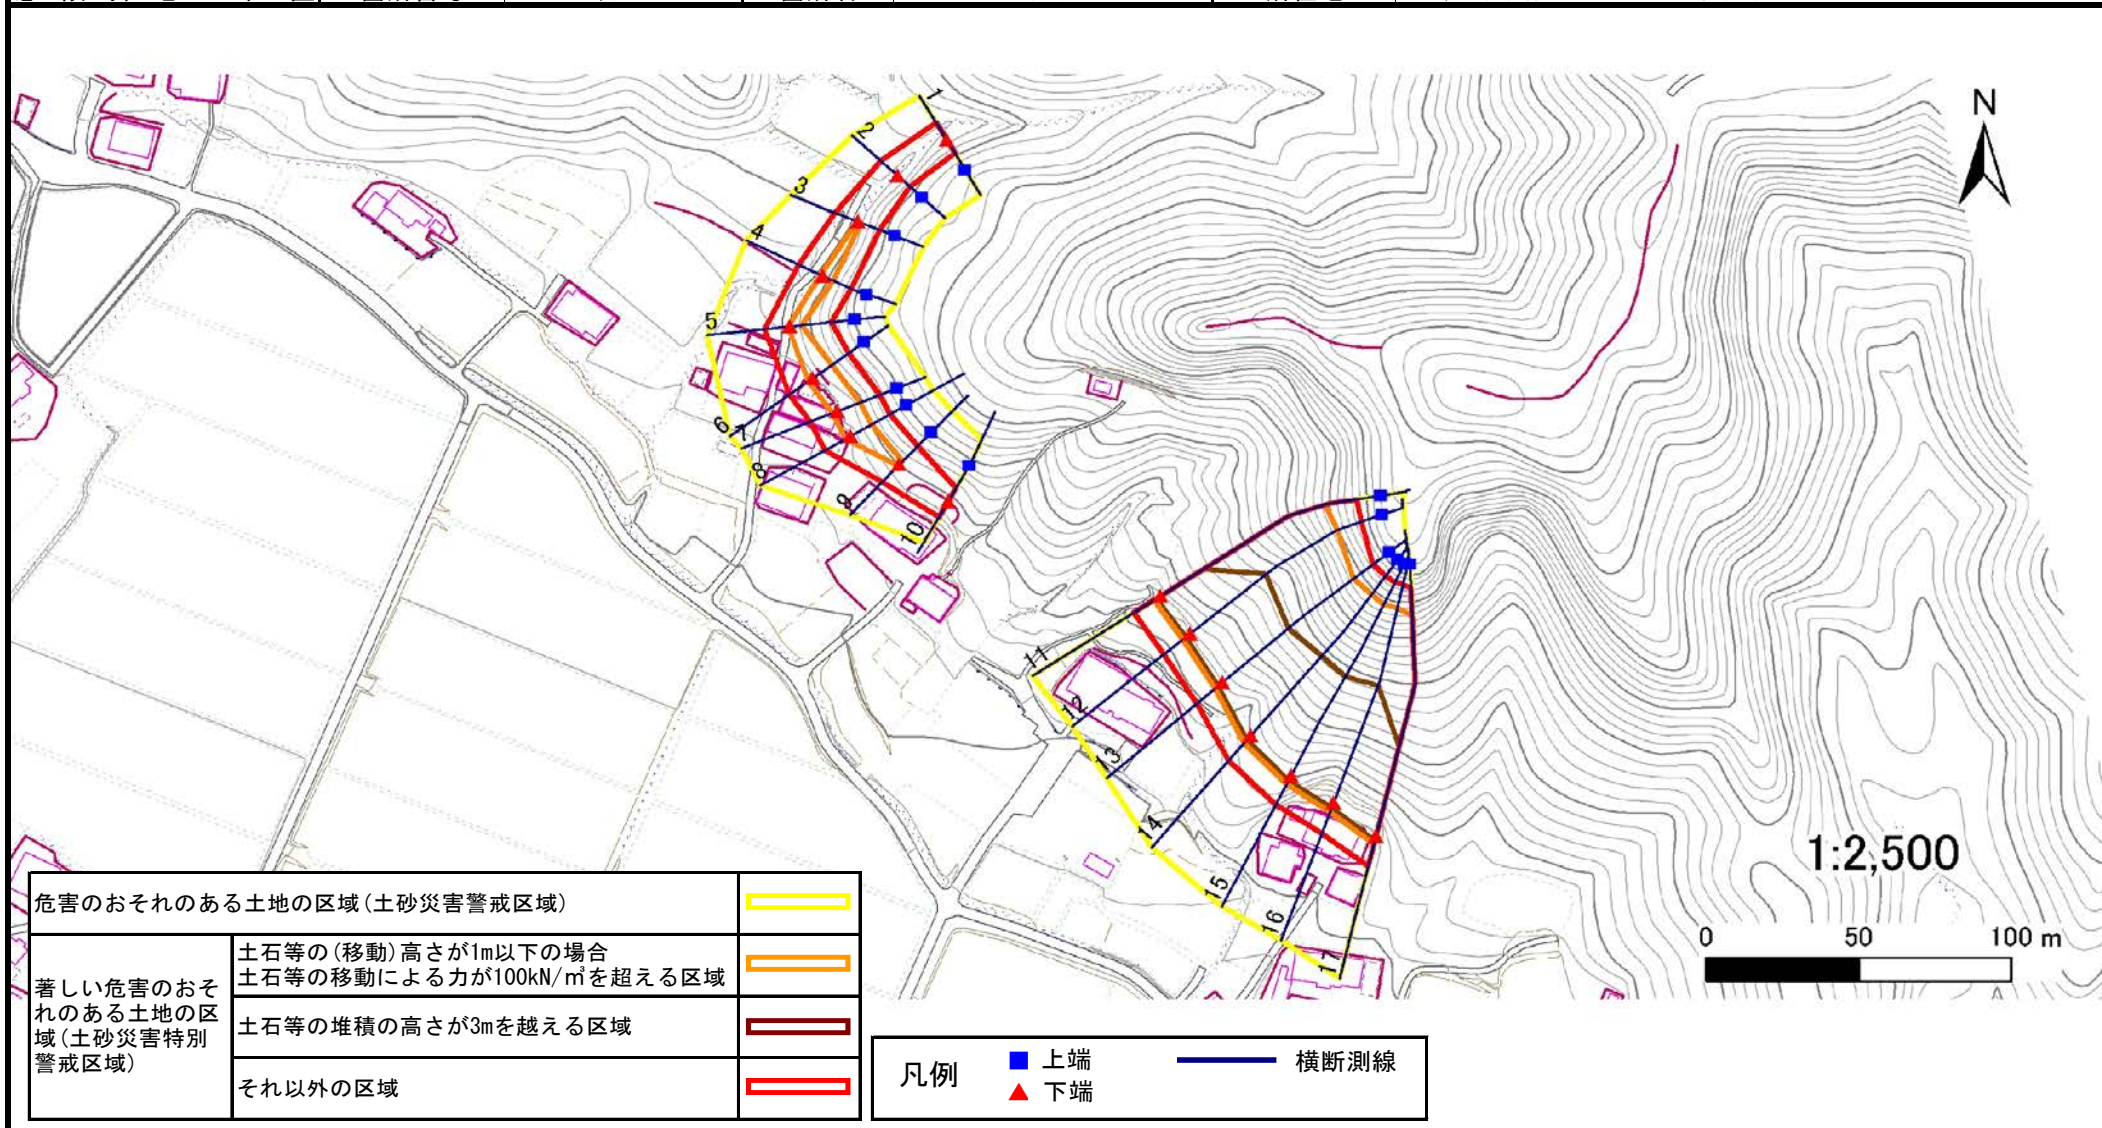 1
2
3
4
5
6
7
8
9
10
11
12
13
14
15
16
17
N
1:2,500
0 50 100 m
危害のおそれのある土地の区域(土砂災害警戒区域)
著しい危害のおそ
れのある土地の区
域(土砂災害特別
警戒区域)
土石等の(移動)高さが1m以下の場合
土石等の移動による力が100kN/㎡を超える区域
土石等の堆積の高さが3mを越える区域
それ以外の区域
凡例
上端
下端
横断測線